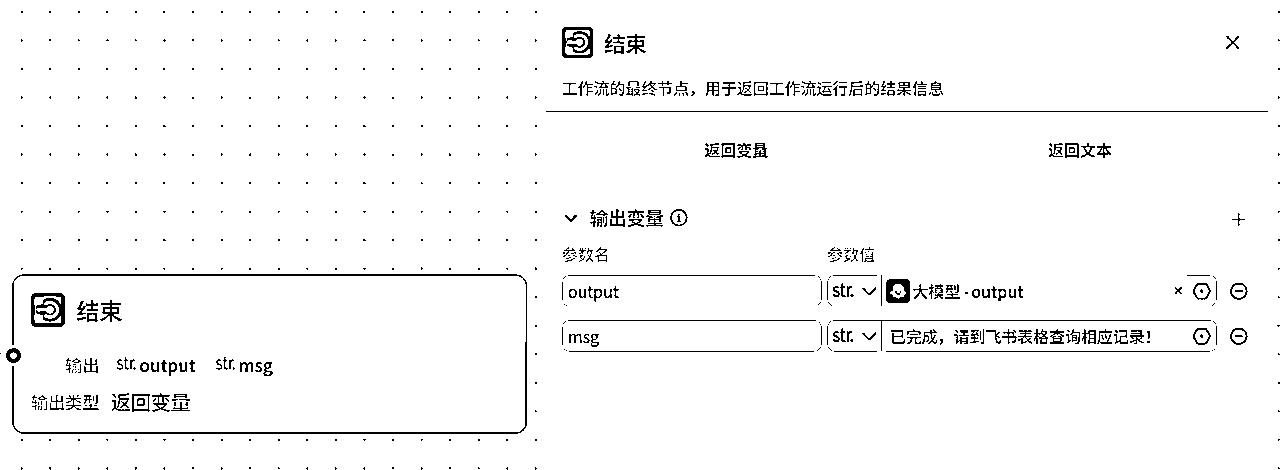 结束
输出 str. output str. msg
输出类型 返回变量
结束
工作流的最终节点，用于返回工作流运行后的结果信息
返回变量 返回文本
输出变量
参数名 参数值
output str. 大模型 - output
msg str. 已完成，请到飞书表格查询相应记录！